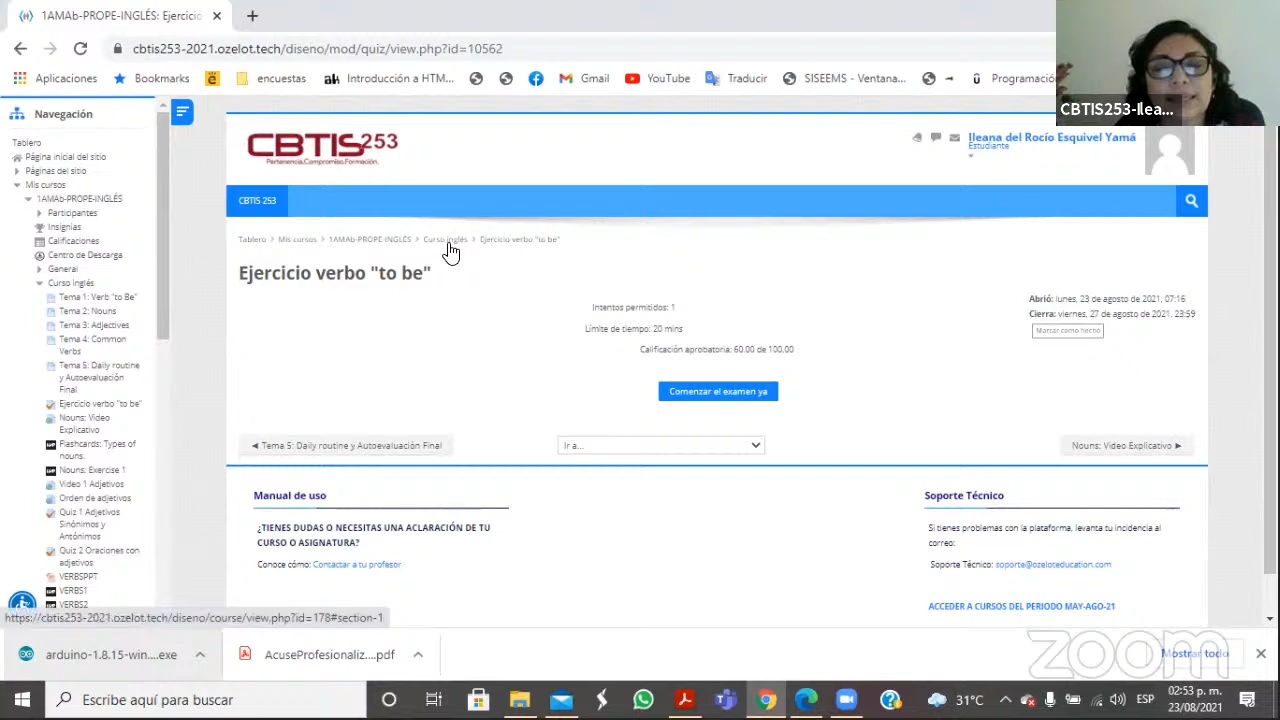 1AMAb-PROPE-INGLÉS: Ejercicio
cbtis253-2021.ozelot.tech/diseno/mod/quiz/view.php?id=10562
Aplicaciones
Bookmarks
encuestas
Introducción a HTM...
Gmail
YouTube
Traducir
SISEEMS - Ventana...
Programació
CBTIS253-Ilea...
Navegación
Tablero
Página inicial del sitio
Páginas del sitio
Mis cursos
1AMAb-PROPE-INGLÉS
Participantes
Insignias
Calificaciones
Centro de Descarga
General
Curso inglés
Tema 1: Verb "to Be"
Tema 2: Nouns
Tema 3: Adjectives
Tema 4: Common
Verbs
Tema 5: Daily routine
y Autoevaluación
Final
Ejercicio verbo "to be"
Nouns: Video
Explicativo
Flashcards: Types of
nouns.
Nouns: Exercise 1
Video 1 Adjetivos
Orden de adjetivos
Quiz 1 Adjetivos
Sinónimos y
Antónimos
Quiz 2 Oraciones con
adjetivos
VERBSPPT
VERBS1
VERBS2
CBTIS253
Pertenencia.Compromiso.Formación.
Ileana del Rocío Esquivel Yamá
Estudiante
CBTIS 253
Tablero > Mis cursos > 1AMAb-PROPE-INGLÉS > Curso inglés > Ejercicio verbo "to be"
Ejercicio verbo "to be"
Abrió: lunes, 23 de agosto de 2021, 07:16
Cierra: viernes, 27 de agosto de 2021, 23:59
Marcar como hecho
Intentos permitidos: 1
Límite de tiempo: 20 mins
Calificación aprobatoria: 60.00 de 100.00
Comenzar el examen ya
◄ Tema 5: Daily routine y Autoevaluación Final
Ir a...
Nouns: Video Explicativo ►
Manual de uso
¿TIENES DUDAS O NECESITAS UNA ACLARACIÓN DE TU
CURSO O ASIGNATURA?
Conoce cómo: Contactar a tu profesor
Soporte Técnico
Si tienes problemas con la plataforma, levanta tu incidencia al
correo:
Soporte Técnico: soporte@ozeloteducation.com
ACCEDER A CURSOS DEL PERIODO MAY-AGO-21
https://cbtis253-2021.ozelot.tech/diseno/course/view.php?id=178#section-1
arduino-1.8.15-win....exe
AcuseProfesionaliz....pdf
Mostrar todo
zoom
Escribe aquí para buscar
31°C
ESP
02:53 p. m.
23/08/2021